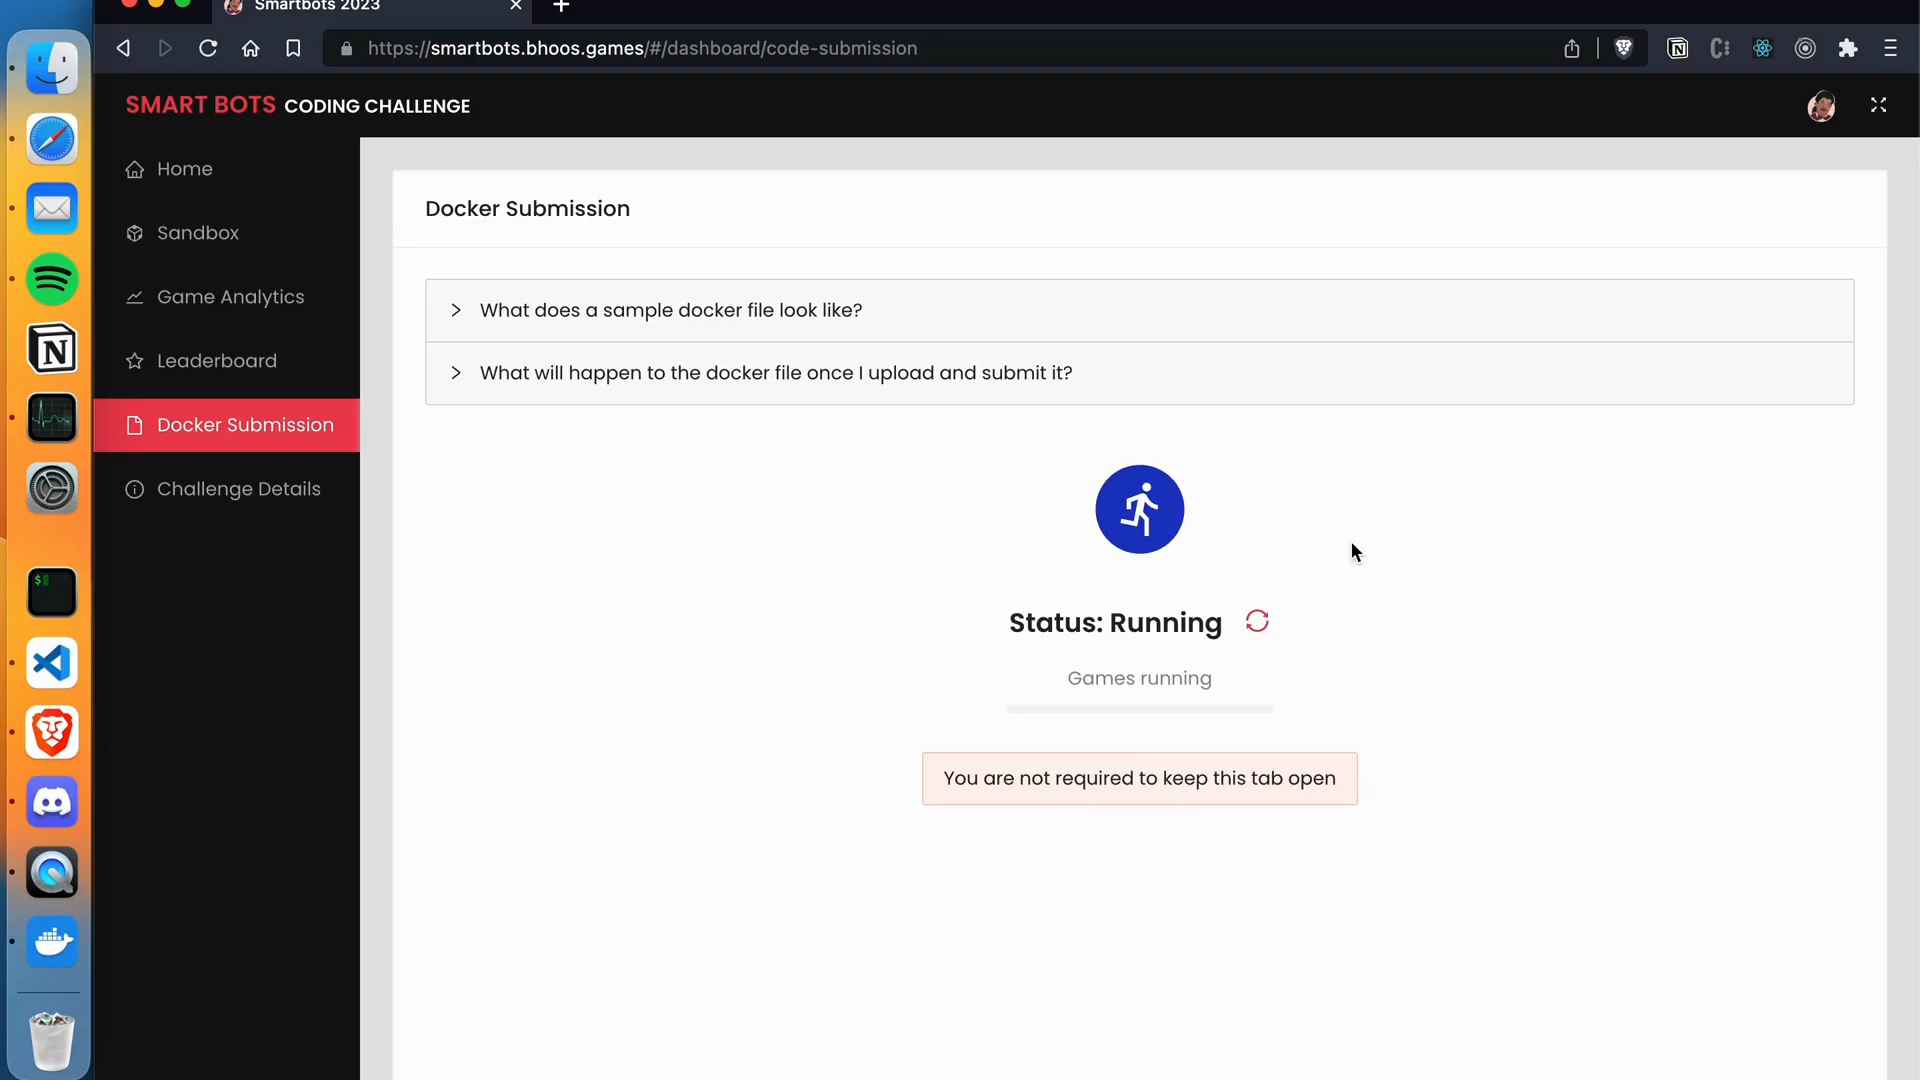 Smartbots 2023
https://smartbots.bhoos.games/#/dashboard/code-submission
SMART BOTS CODING CHALLENGE
Home
Sandbox
Game Analytics
Leaderboard
Docker Submission
Challenge Details
Docker Submission
What does a sample docker file look like?
What will happen to the docker file once I upload and submit it?
Status: Running
Games running
You are not required to keep this tab open